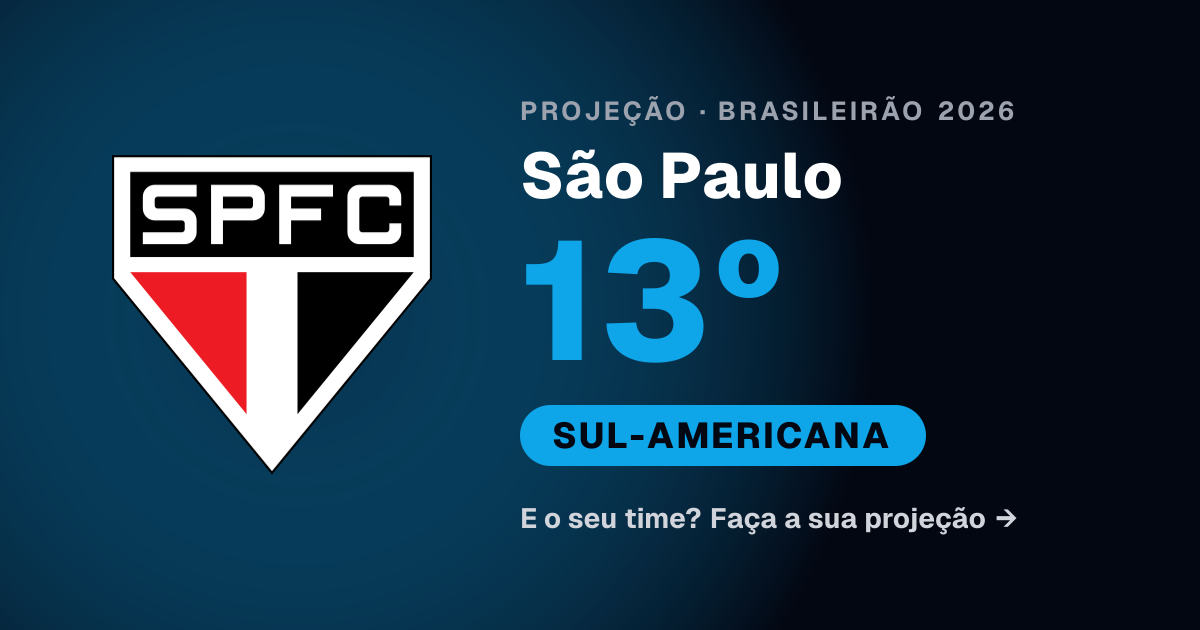 SPFC
PROJEÇÃO · BRASILEIRÃO 2026
São Paulo
13º
SUL-AMERICANA
E o seu time? Faça a sua projeção →